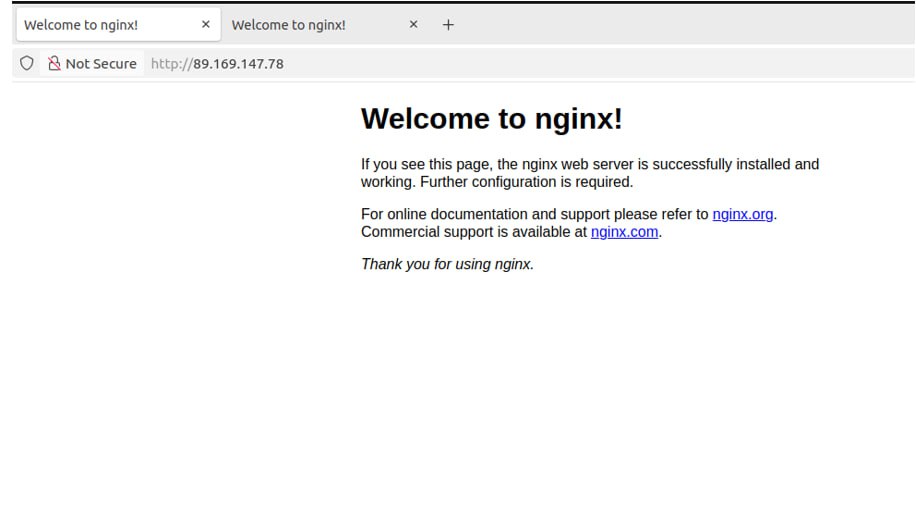 Welcome to nginx!
Welcome to nginx!
Not Secure http://89.169.147.78
Welcome to nginx!
If you see this page, the nginx web server is successfully installed and
working. Further configuration is required.
For online documentation and support please refer to nginx.org.
Commercial support is available at nginx.com.
Thank you for using nginx.